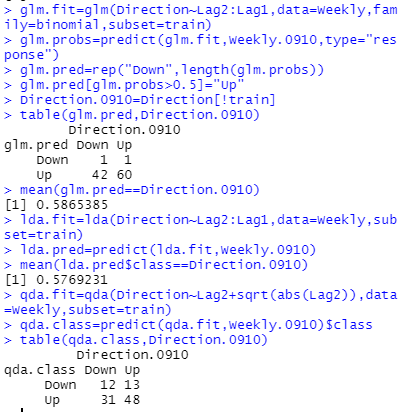 > glm.fit=glm(Direction~Lag2:Lag1,data=Weekly,fam
ily=binomial,subset=train)
> glm.probs=predict(glm.fit,Weekly.0910,type="res
ponse")
> glm.pred=rep("Down",length(glm.probs))
> glm.pred[glm.probs>0.5]="Up"
> Direction.0910=Direction[!train]
> table(glm.pred,Direction.0910)
        Direction.0910
glm.pred Down Up
    Down    1  1
    Up     42 60
> mean(glm.pred==Direction.0910)
[1] 0.5865385
> lda.fit=lda(Direction~Lag2:Lag1,data=Weekly,sub
set=train)
> lda.pred=predict(lda.fit,Weekly.0910)
> mean(lda.pred$class==Direction.0910)
[1] 0.5769231
> qda.fit=qda(Direction~Lag2+sqrt(abs(Lag2)),data
=Weekly,subset=train)
> qda.class=predict(qda.fit,Weekly.0910)$class
> table(qda.class,Direction.0910)
         Direction.0910
qda.class Down Up
     Down   12 13
     Up     31 48